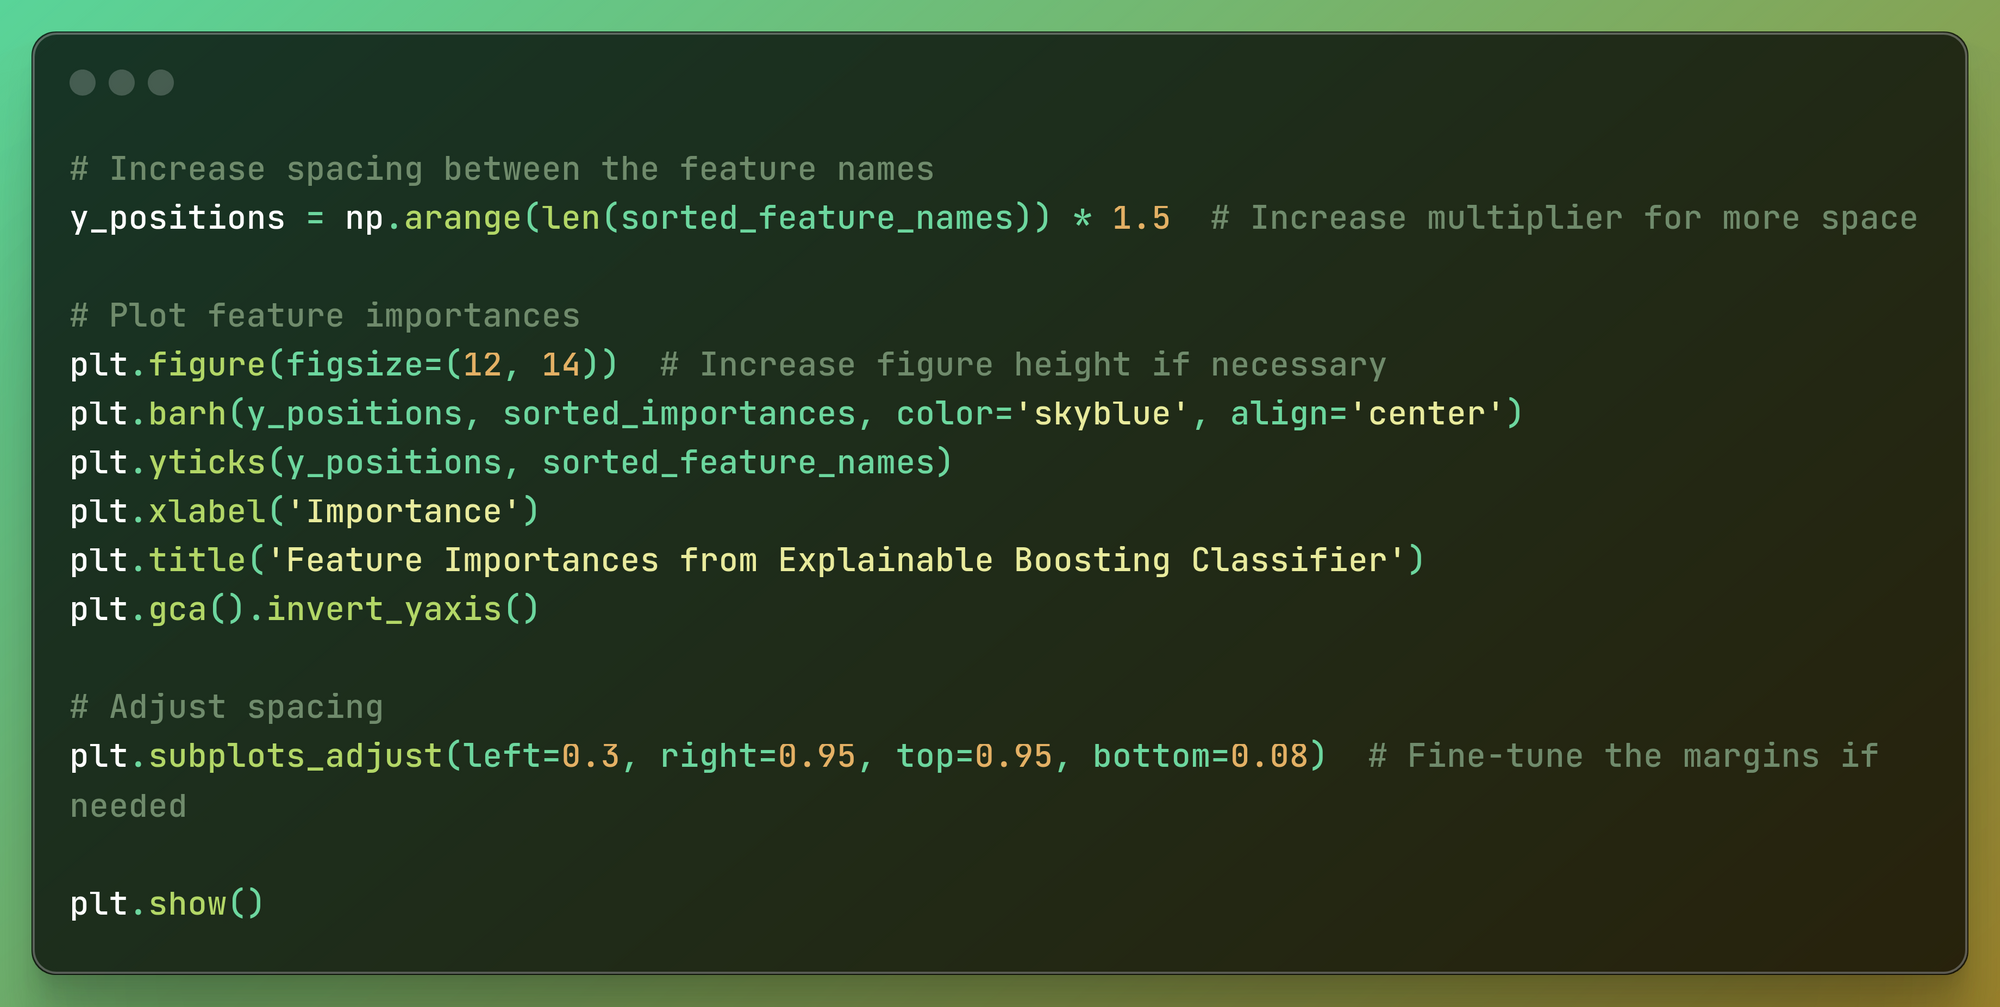 # Increase spacing between the feature names
y_positions = np.arange(len(sorted_feature_names)) * 1.5  # Increase multiplier for more space
# Plot feature importances
plt.figure(figsize=(12, 14))  # Increase figure height if necessary
plt.barh(y_positions, sorted_importances, color='skyblue', align='center')
plt.yticks(y_positions, sorted_feature_names)
plt.xlabel('Importance')
plt.title('Feature Importances from Explainable Boosting Classifier')
plt.gca().invert_yaxis()
# Adjust spacing
plt.subplots_adjust(left=0.3, right=0.95, top=0.95, bottom=0.08)  # Fine-tune the margins if
needed
plt.show()